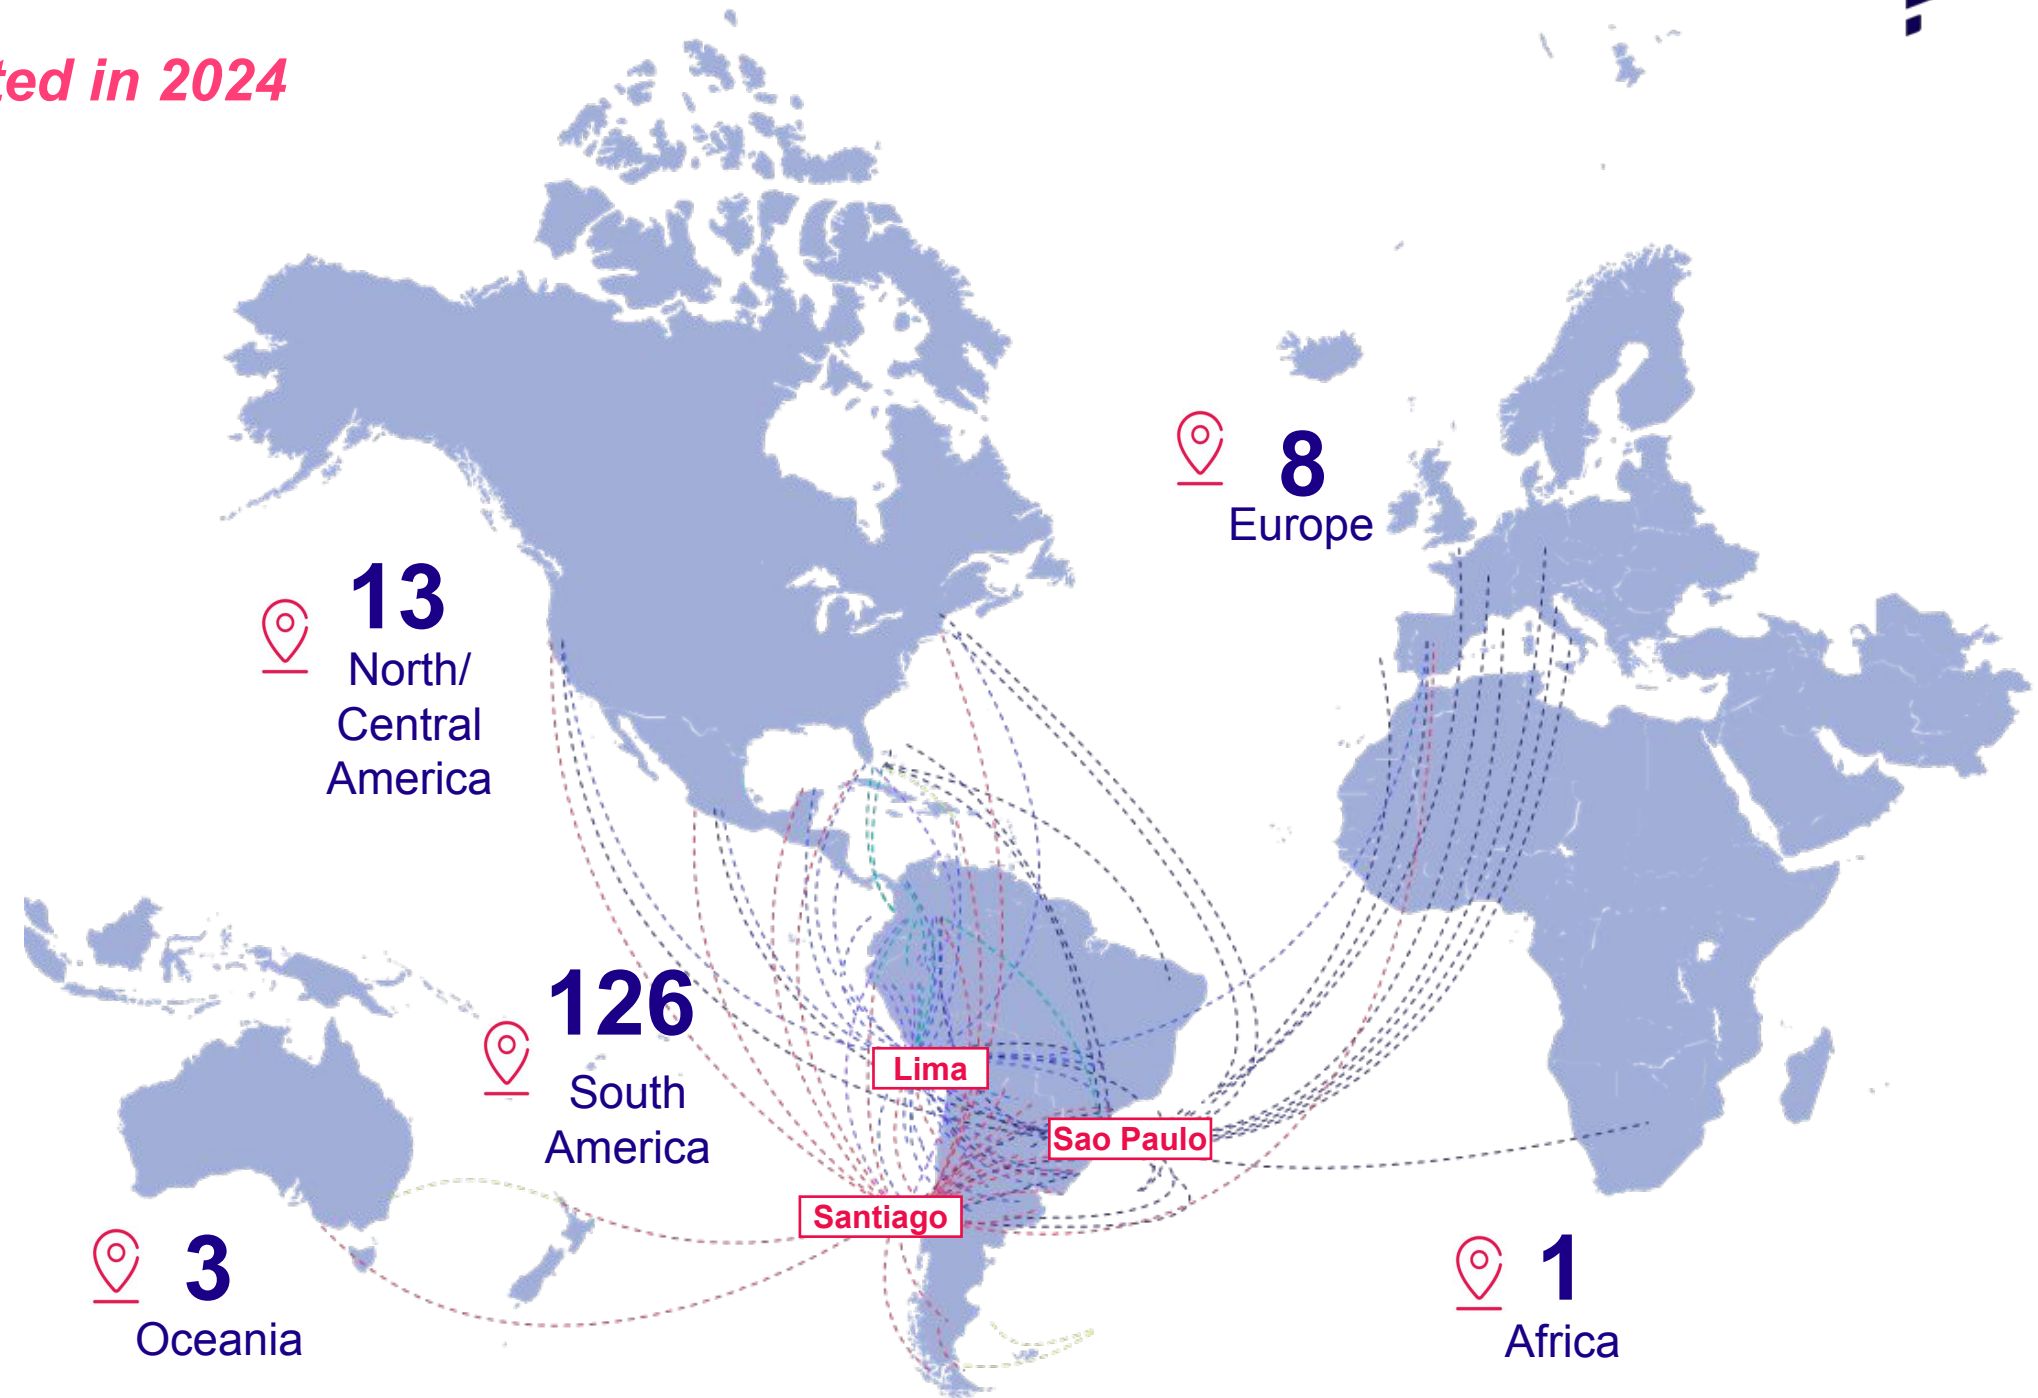 in 2024
8
Europe
13
North/
Central
America
126
South
America
Lima
Sao Paulo
Santiago
3
Oceania
1
Africa